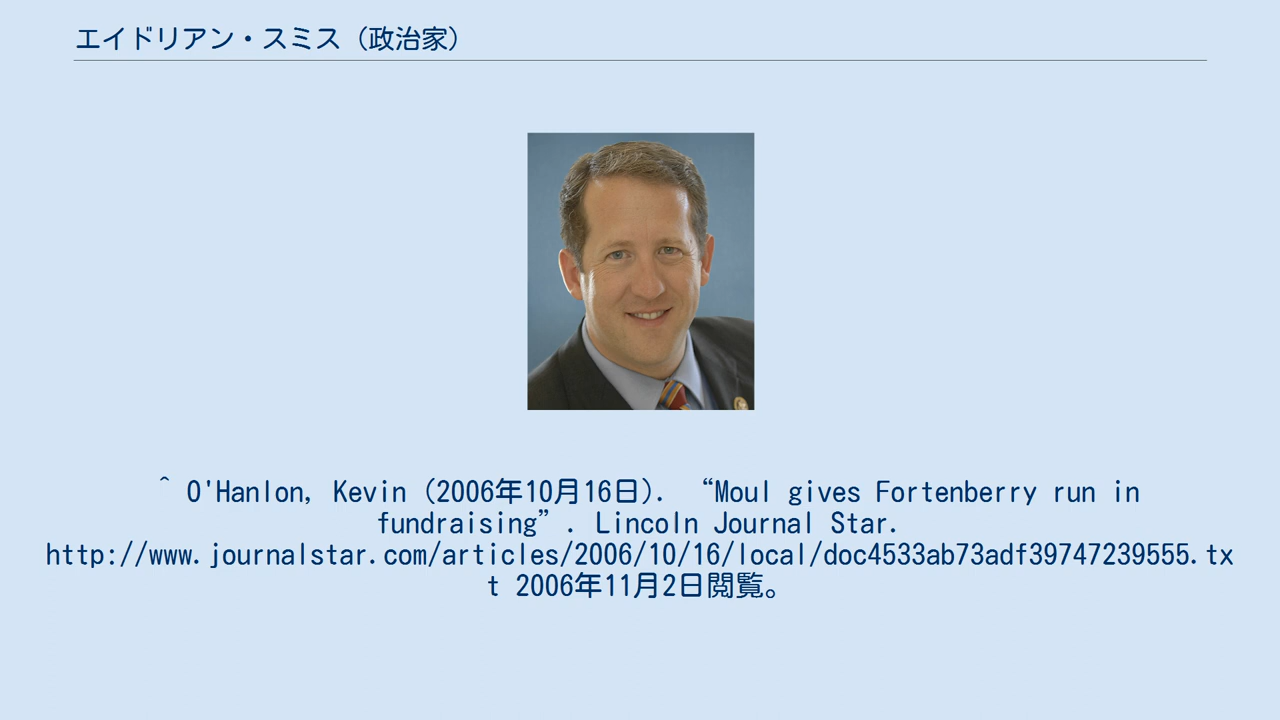 エイドリアン・スミス（政治家）
^ O'Hanlon, Kevin (2006年10月16日). “Moul gives Fortenberry run in
fundraising”. Lincoln Journal Star.
http://www.journalstar.com/articles/2006/10/16/local/doc4533ab73adf39747239555.tx
t 2006年11月2日閲覧。